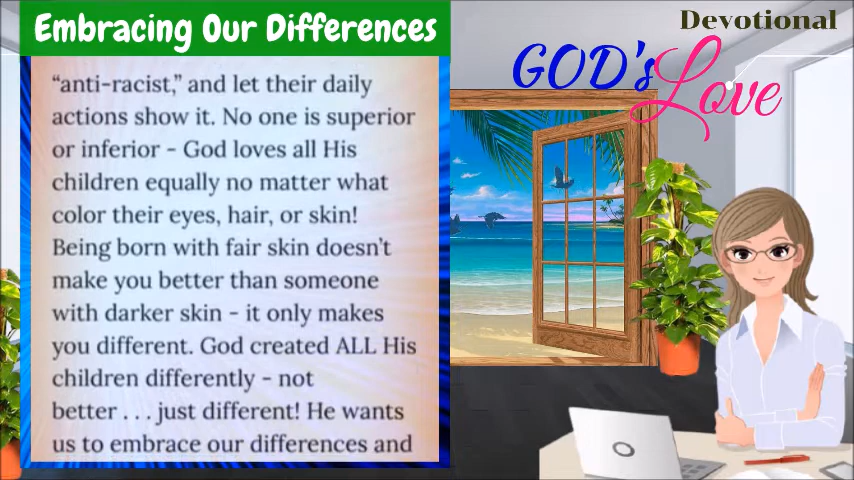 Embracing Our Differences
"anti-racist," and let their daily
actions show it. No one is superior
or inferior – God loves all His
children equally no matter what
color their eyes, hair, or skin!
Being born with fair skin doesn't
make you better than someone
with darker skin – it only makes
you different. God created ALL His
children differently – not
better . . . just different! He wants
us to embrace our differences and
Devotional
GOD's
Love